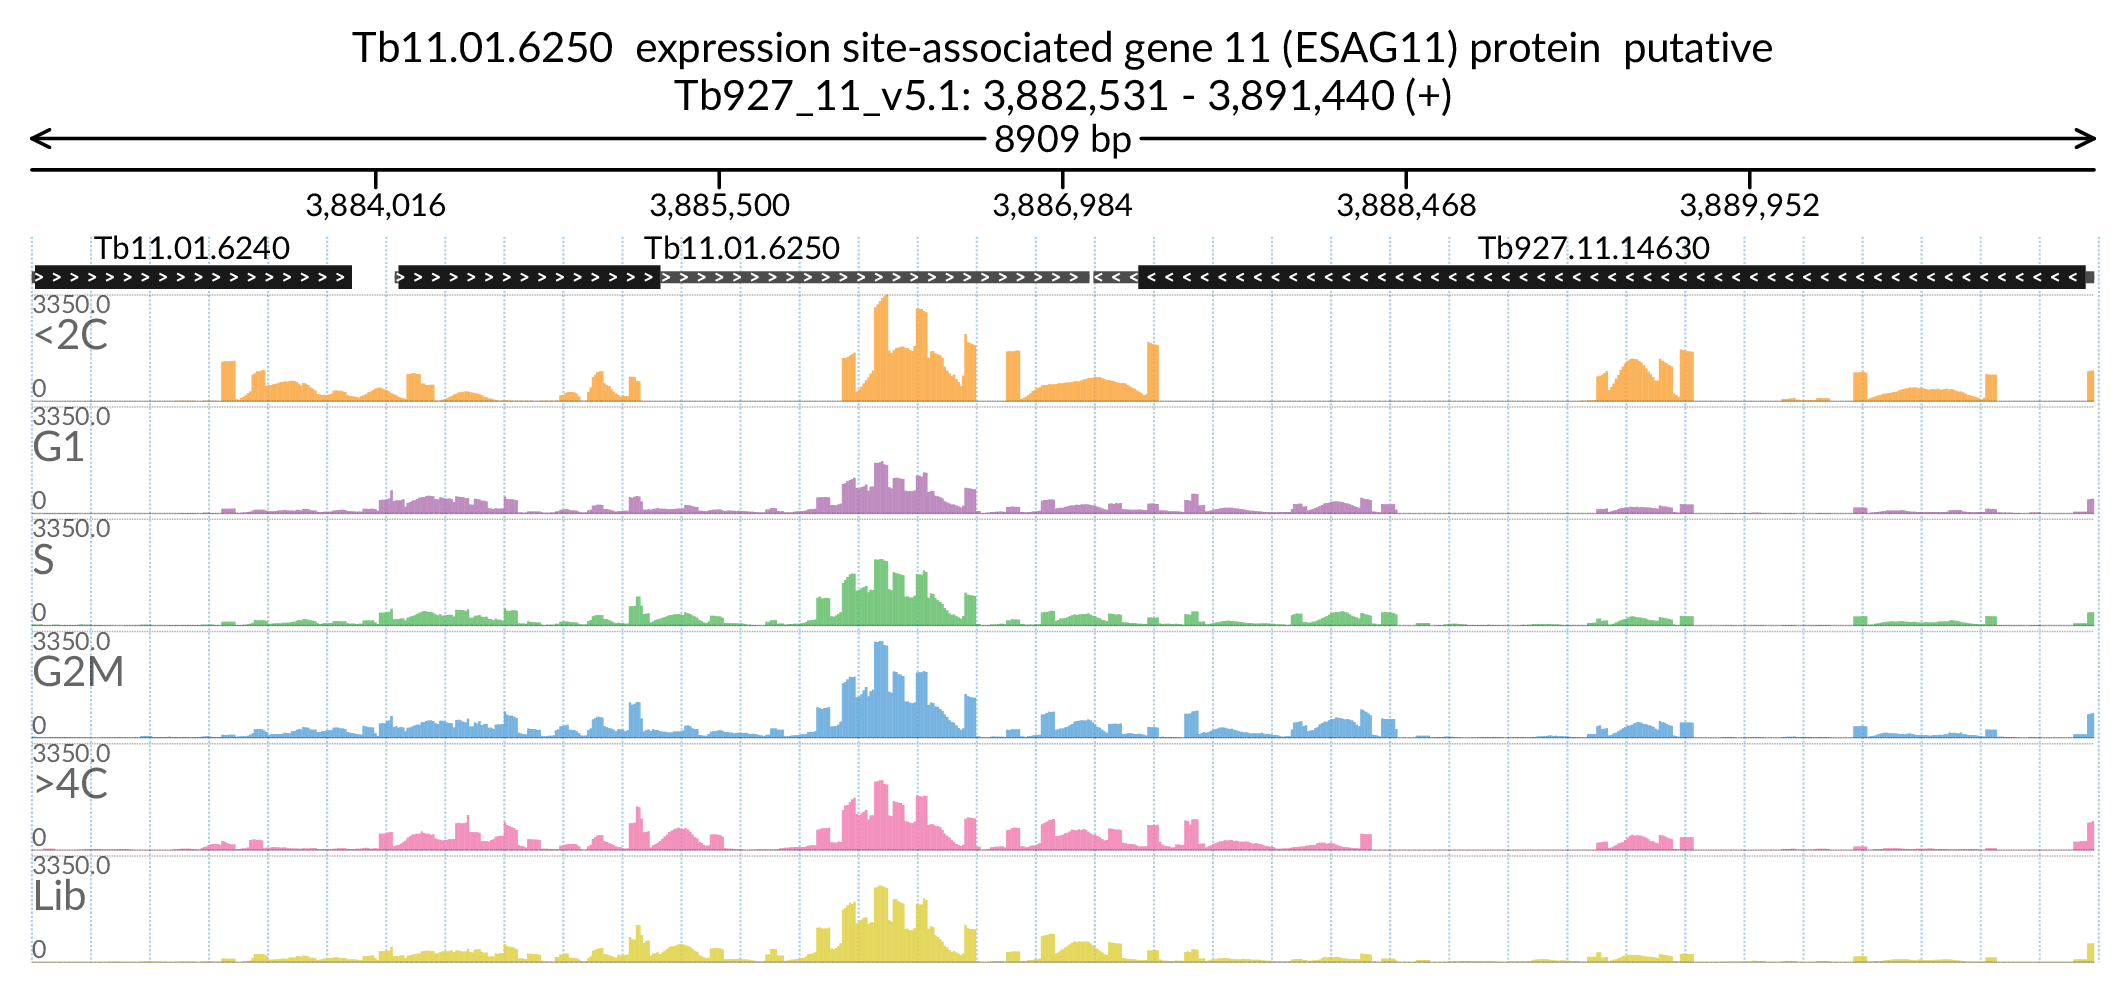 Tb11.01.6250 expression site-associated gene 11 (ESAG11) protein putative
Tb927_11_v5.1: 3,882,531 - 3,891,440 (+)
8909 bp
3,884,016 3,885,500 3,886,984 3,888,468 3,889,952
Tb11.01.6240 Tb11.01.6250 Tb927.11.14630
3350.0
<2C
0
3350.0
G1
0
3350.0
S
0
3350.0
G2M
0
3350.0
>4C
0
3350.0
Lib
0